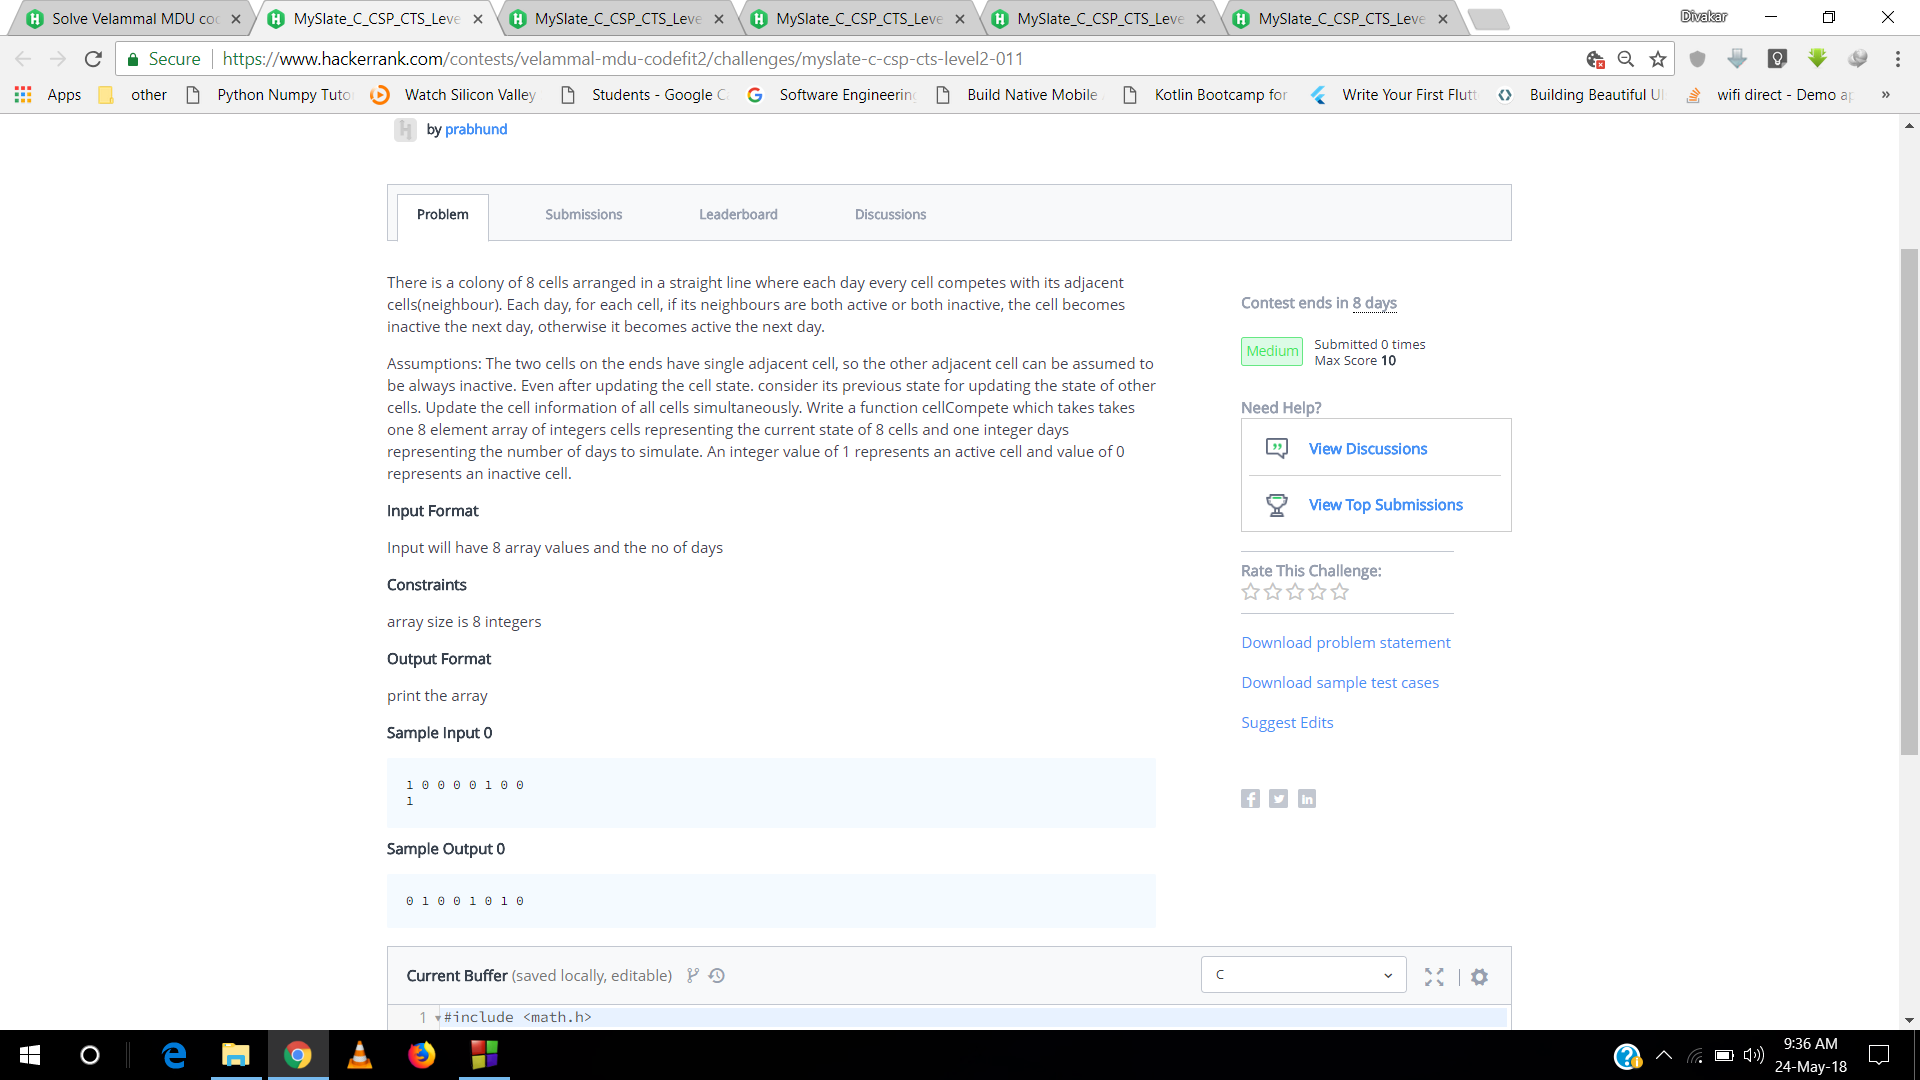 Solve Velammal MDU co
MySlate_C_CSP_CTS_Leve
MySlate_C_CSP_CTS_Leve
MySlate_C_CSP_CTS_Leve
MySlate_C_CSP_CTS_Leve
MySlate_C_CSP_CTS_Leve
Divakar
Secure
https://www.hackerrank.com/contests/velammal-mdu-codefit2/challenges/myslate-c-csp-cts-level2-011
Apps
other
Python Numpy Tuto
Watch Silicon Valley
Students - Google C
Software Engineering
Build Native Mobile
Kotlin Bootcamp for
Write Your First Flutt
Building Beautiful UI
wifi direct - Demo ap
»
by prabhund
Problem
Submissions
Leaderboard
Discussions
There is a colony of 8 cells arranged in a straight line where each day every cell competes with its adjacent
cells(neighbour). Each day, for each cell, if its neighbours are both active or both inactive, the cell becomes
inactive the next day, otherwise it becomes active the next day.
Assumptions: The two cells on the ends have single adjacent cell, so the other adjacent cell can be assumed to
be always inactive. Even after updating the cell state. consider its previous state for updating the state of other
cells. Update the cell information of all cells simultaneously. Write a function cellCompete which takes takes
one 8 element array of integers cells representing the current state of 8 cells and one integer days
representing the number of days to simulate. An integer value of 1 represents an active cell and value of 0
represents an inactive cell.
Input Format
Input will have 8 array values and the no of days
Constraints
array size is 8 integers
Output Format
print the array
Sample Input 0
1 0 0 0 0 1 0 0
1
Sample Output 0
0 1 0 0 1 0 1 0
Contest ends in 8 days
Medium
Submitted 0 times
Max Score 10
Need Help?
View Discussions
View Top Submissions
Rate This Challenge:
Download problem statement
Download sample test cases
Suggest Edits
Current Buffer (saved locally, editable)
C
1
#include <math.h>
9:36 AM
24-May-18